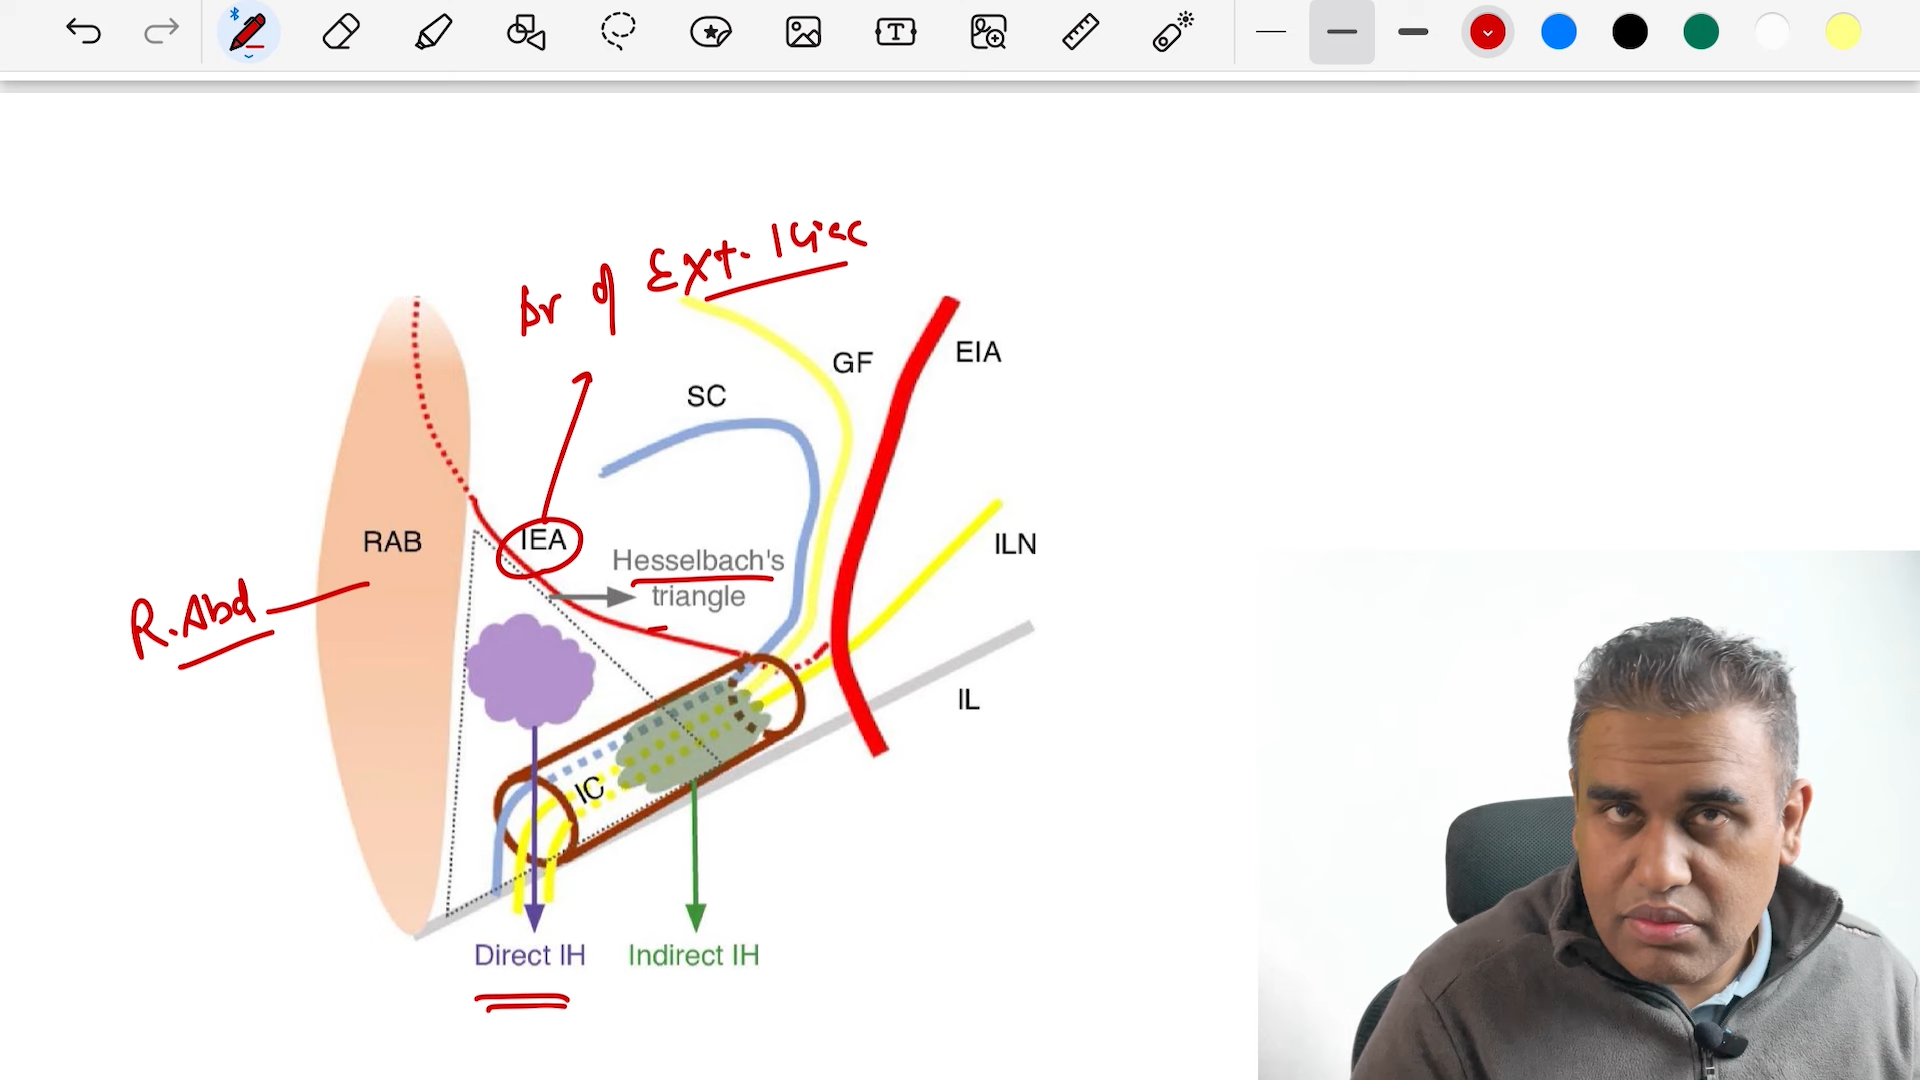 Br of Ext. Iliac
GF
EIA
SC
RAB
IEA
ILN
Hesselbach's
triangle
R.Abd
IL
IC
Direct IH
Indirect IH